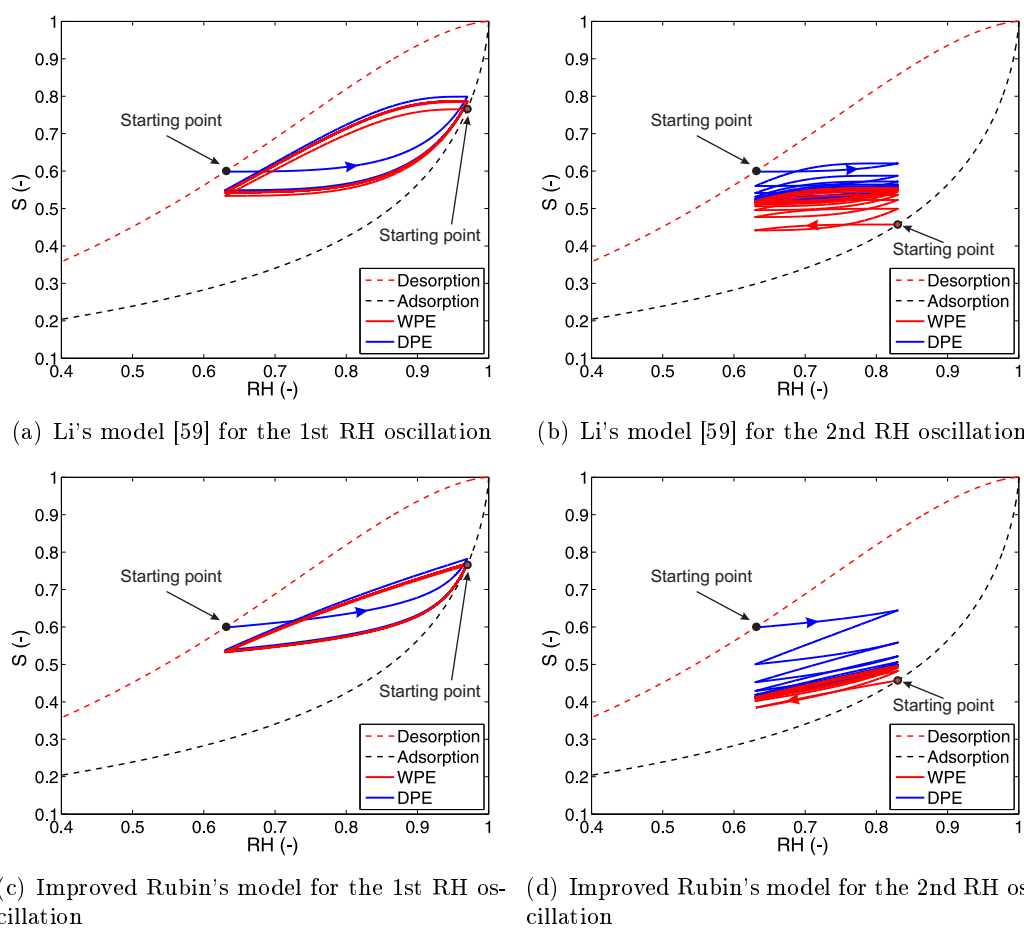 1
0.9
0.8
0.7
0.6
0.5
0.4
0.3
0.2
0.1
S (-)
0.4 0.5 0.6 0.7 0.8 0.9 1
RH (-)
Starting point
Starting point
Desorption
Adsorption
WPE
DPE
(a) Li's model [59] for the 1st RH oscillation
1
0.9
0.8
0.7
0.6
0.5
0.4
0.3
0.2
0.1
S (-)
0.4 0.5 0.6 0.7 0.8 0.9 1
RH (-)
Starting point
Starting point
Desorption
Adsorption
WPE
DPE
(b) Li's model [59] for the 2nd RH oscillation
1
0.9
0.8
0.7
0.6
0.5
0.4
0.3
0.2
0.1
S (-)
0.4 0.5 0.6 0.7 0.8 0.9 1
RH (-)
Starting point
Starting point
Desorption
Adsorption
WPE
DPE
(c) Improved Rubin's model for the 1st RH os-
cillation
1
0.9
0.8
0.7
0.6
0.5
0.4
0.3
0.2
0.1
S (-)
0.4 0.5 0.6 0.7 0.8 0.9 1
RH (-)
Starting point
Starting point
Desorption
Adsorption
WPE
DPE
(d) Improved Rubin's model for the 2nd RH os
cillation